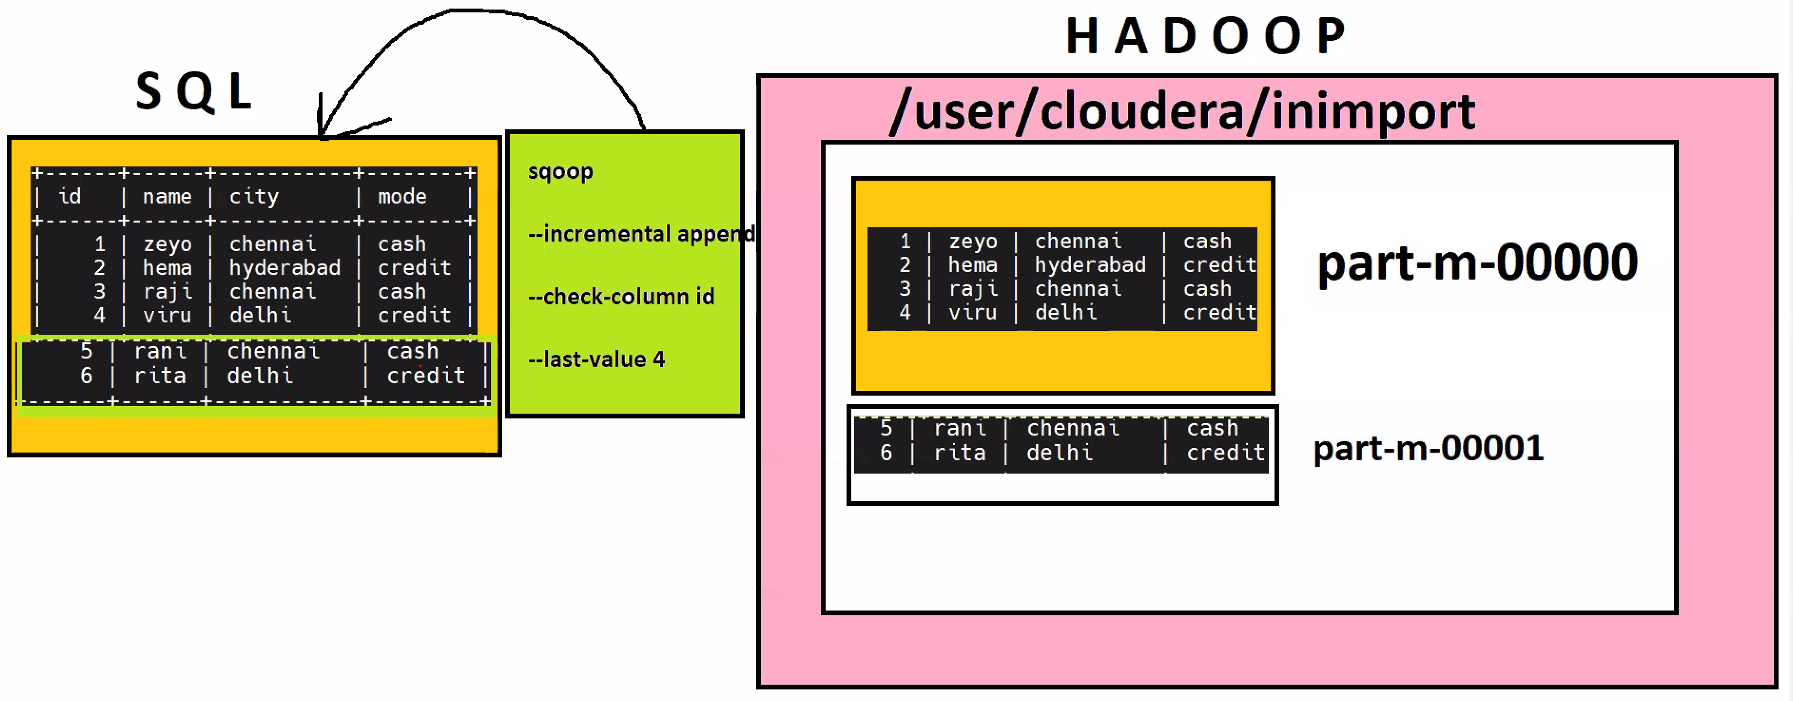 S Q L
+------+------+-----------+--------+
| id | name | city | mode |
+------+------+-----------+--------+
| 1 | zeyo | chennai | cash |
| 2 | hema | hyderabad | credit |
| 3 | raji | chennai | cash |
| 4 | viru | delhi | credit |
| 5 | rani | chennai | cash |
| 6 | rita | delhi | credit |
-------+------+-----------+--------+
sqoop
--incremental append
--check-column id
--last-value 4
H A D O O P
/user/cloudera/inimport
1 | zeyo | chennai | cash
2 | hema | hyderabad | credit
3 | raji | chennai | cash
4 | viru | delhi | credit
part-m-00000
5 | rani | chennai | cash
6 | rita | delhi | credit
part-m-00001